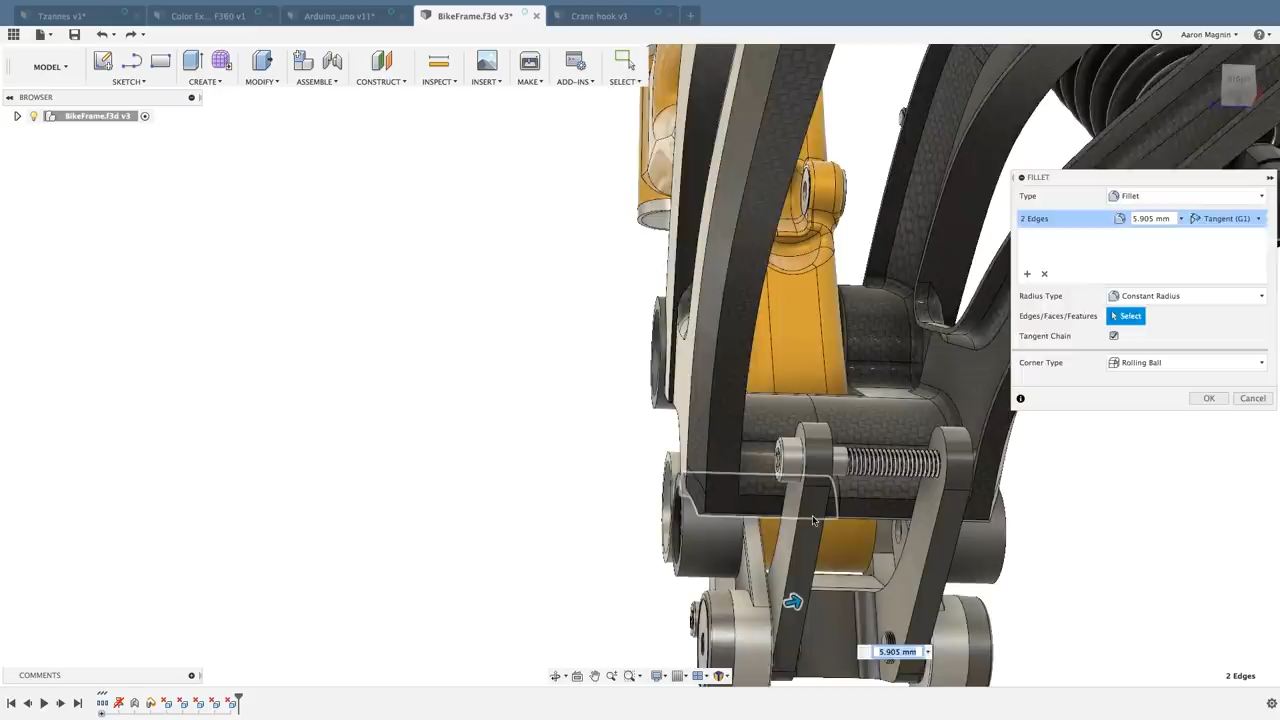 Tzannes v1*
Color Ex... F360 v1
Arduino_uno v11*
BikeFrame.f3d v3*
Crane hook v3
Aaron Magnin
MODEL
SKETCH
CREATE
MODIFY
ASSEMBLE
CONSTRUCT
INSPECT
INSERT
MAKE
ADD-INS
SELECT
BROWSER
BikeFrame.f3d v3
RIGHT
FILLET
Type Fillet
2 Edges 5.905 mm Tangent (G1)
Radius Type Constant Radius
Edges/Faces/Features Select
Tangent Chain
Corner Type Rolling Ball
OK Cancel
5.905 mm
COMMENTS
2 Edges